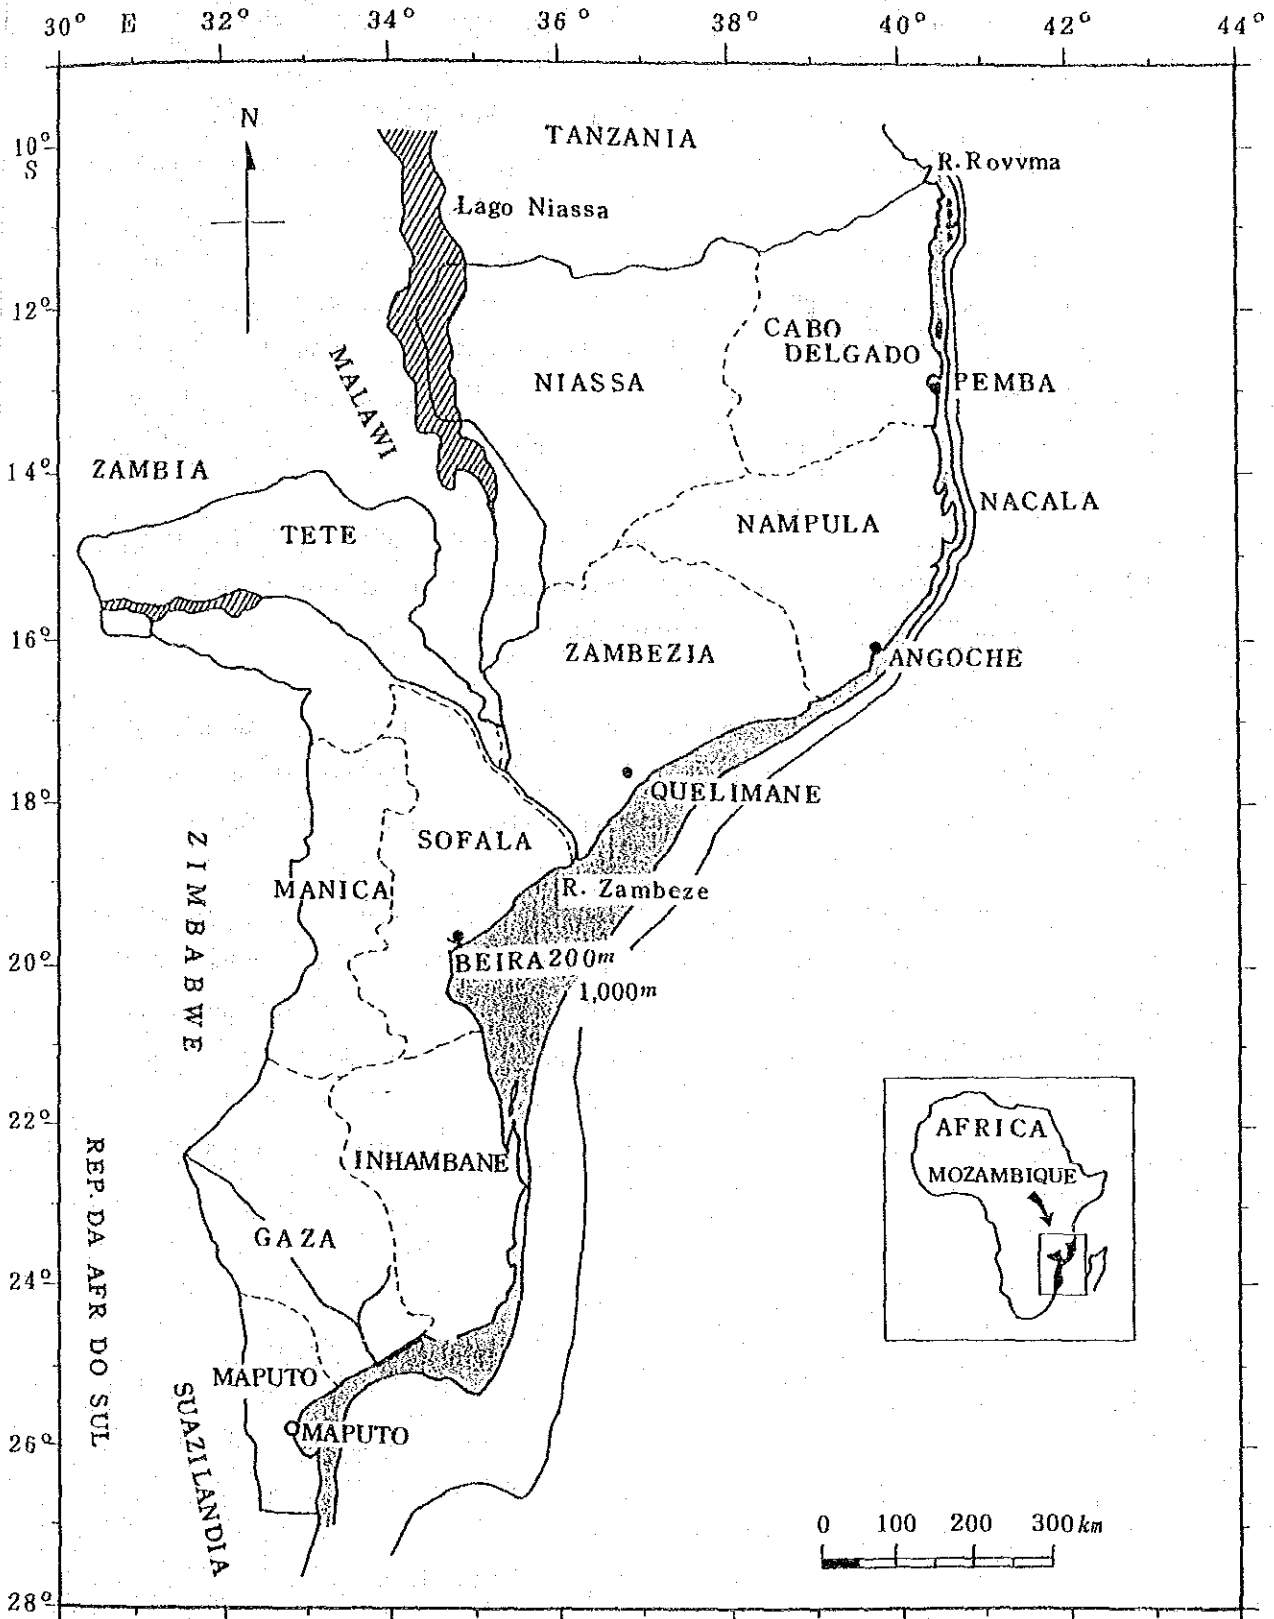 30° E 32° 34° 36° 38° 40° 42° 44°
N
TANZANIA
10°
S
R. Rovvma
Lago Niassa
12°
CABO
DELGADO
MALAWI
NIASSA
PEMBA
14°
ZAMBIA
NACALA
NAMPULA
TETE
16°
ZAMBEZIA
ANGOCHE
18°
QUELIMANE
ZIMBABWE
SOFALA
MANICA
R. Zambeze
20°
BEIRA 200m
1,000m
22°
AFRICA
REP. DA AFR DO SUL
INHAMBANE
MOZAMBIQUE
GAZA
24°
MAPUTO
SUAZILANDIA
26°
MAPUTO
0 100 200 300 km
28°